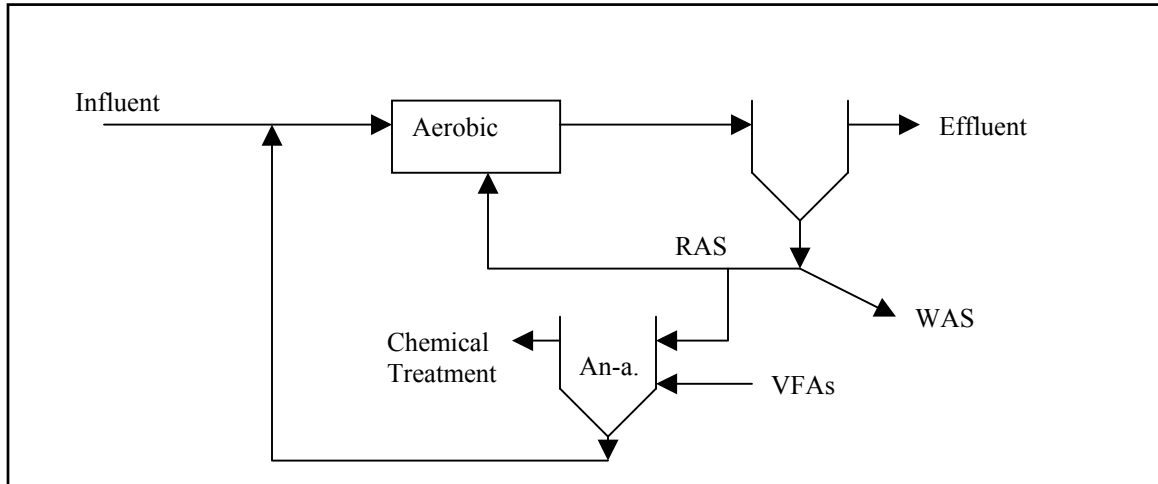 Influent
Aerobic
Effluent
RAS
WAS
Chemical
Treatment
An-a.
VFAs